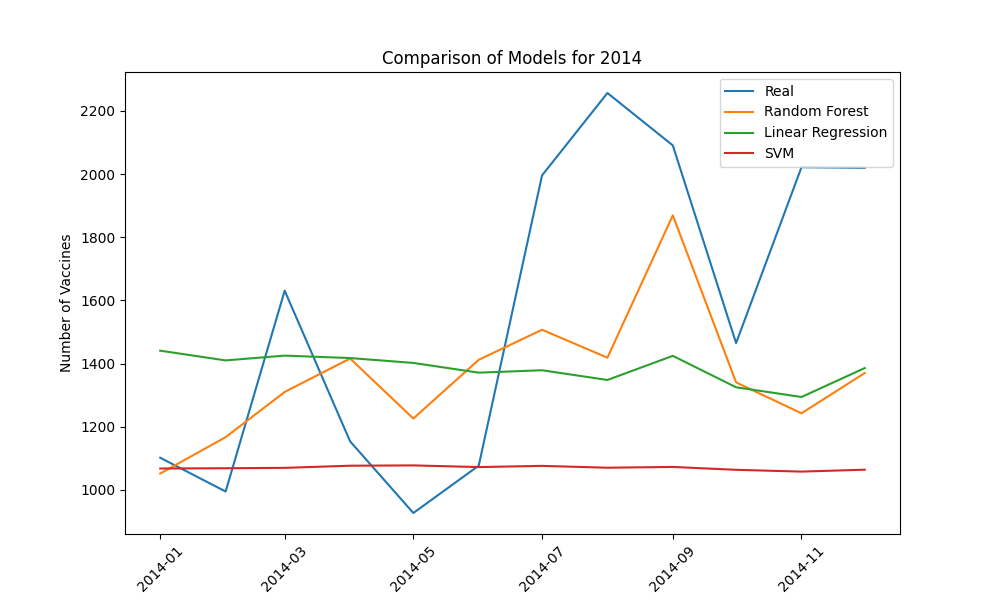 Comparison of Models for 2014
Real
Random Forest
Linear Regression
SVM
Number of Vaccines
2200
2000
1800
1600
1400
1200
1000
2014-01
2014-03
2014-05
2014-07
2014-09
2014-11